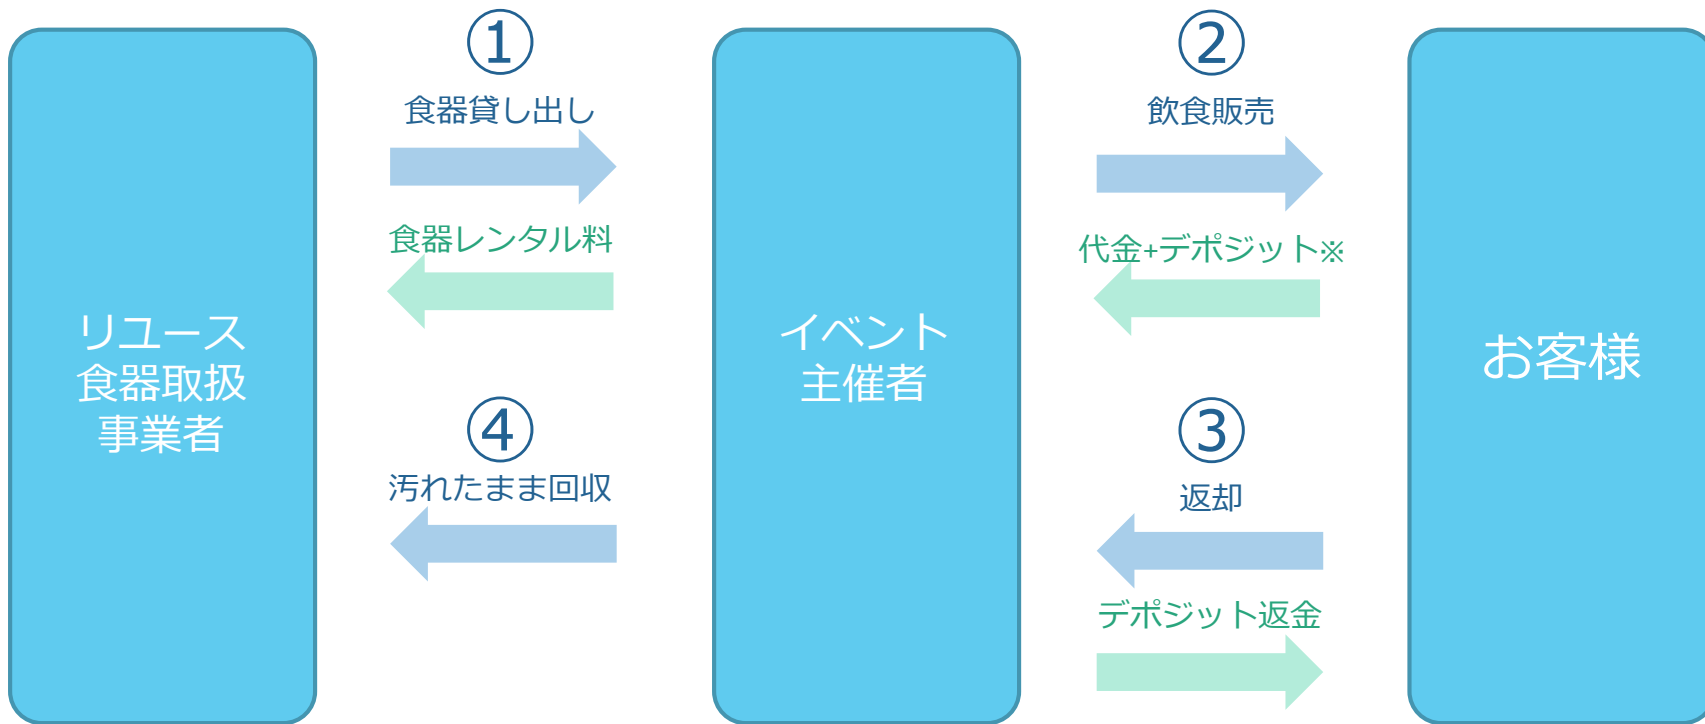 ①
食器貸し出し
食器レンタル料
②
飲食販売
代金+デポジット※
リユース
食器取扱
事業者
イベント
主催者
お客様
④
汚れたまま回収
③
返却
デポジット返金